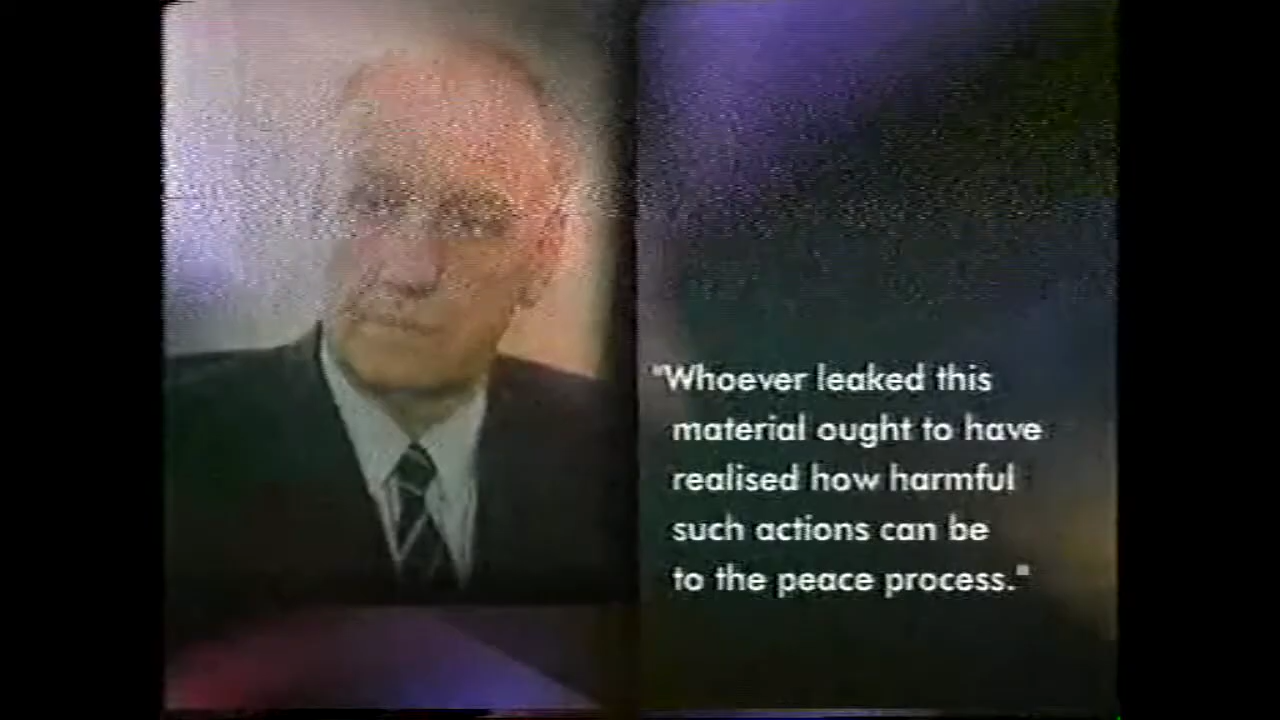 "Whoever leaked this
material ought to have
realised how harmful
such actions can be
to the peace process."